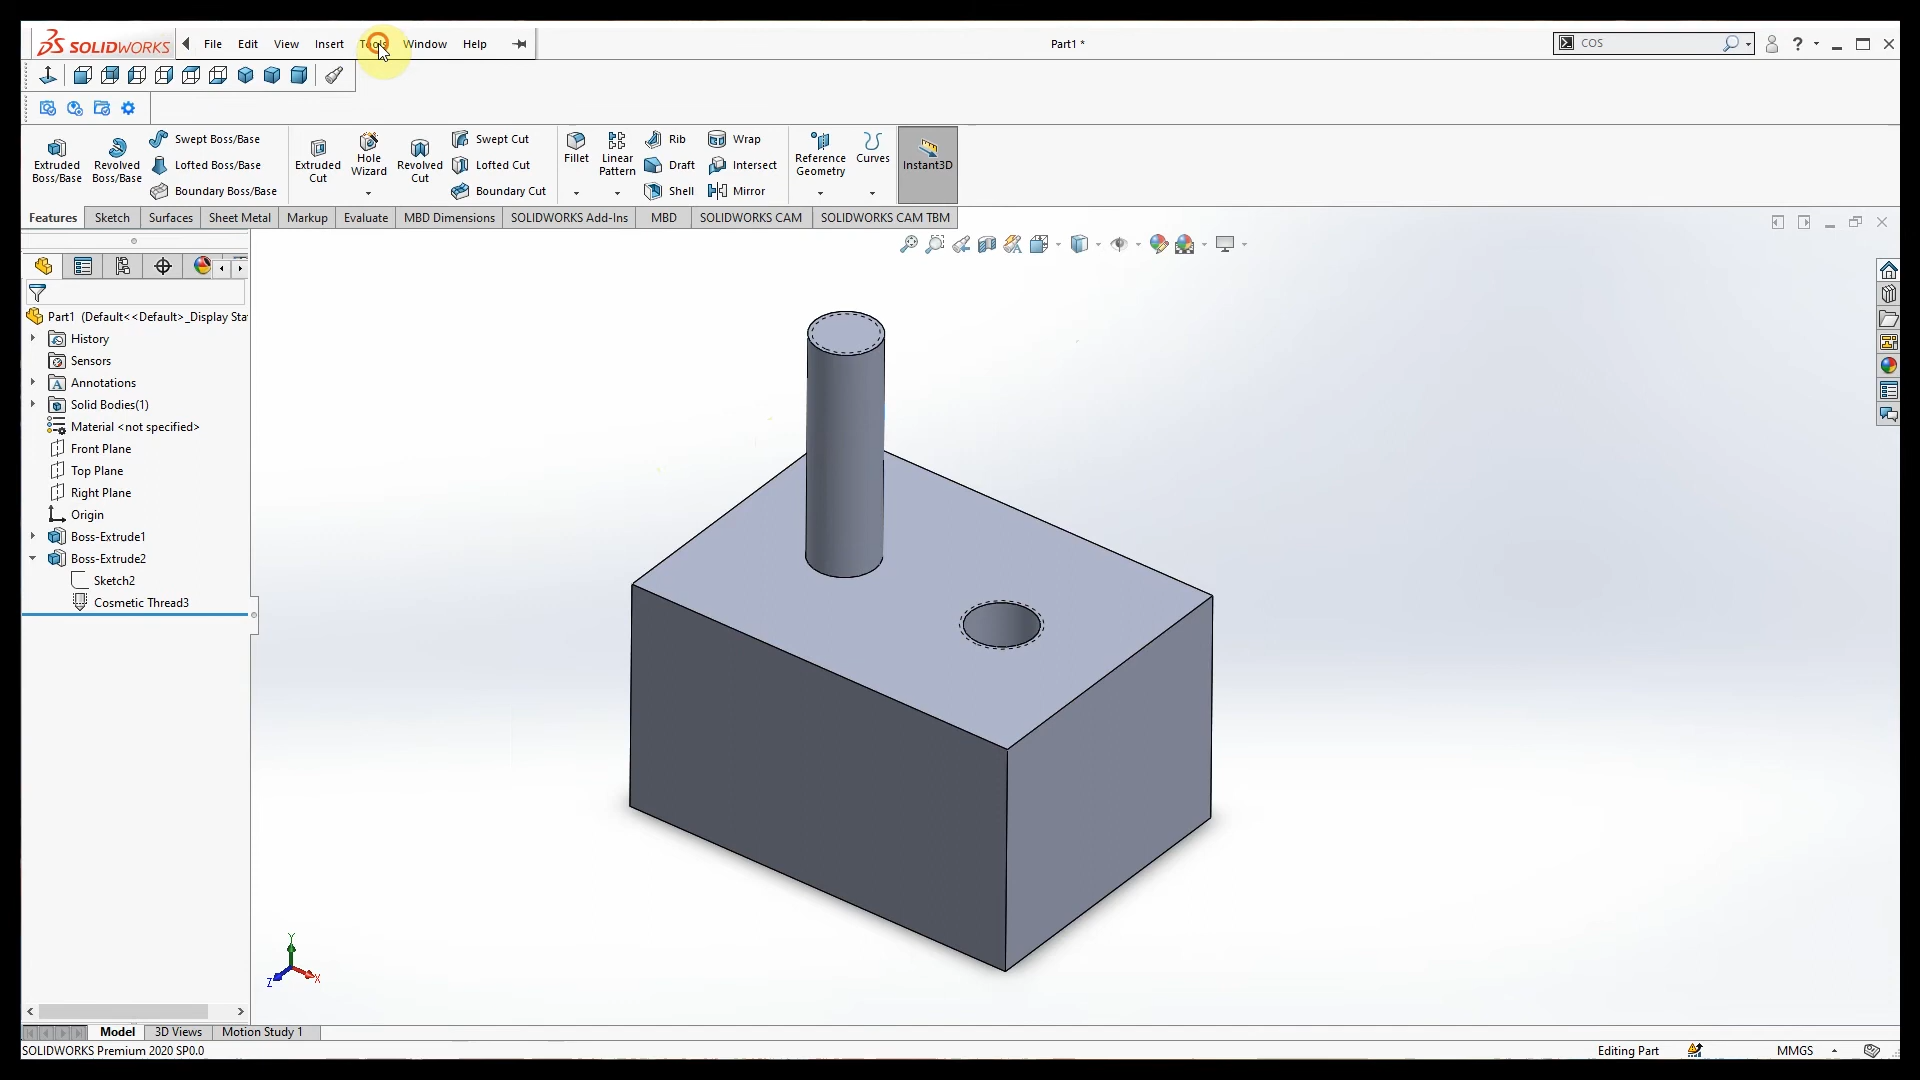 SOLIDWORKS File Edit View Insert Tools Window Help Part1 * COS ?
Extruded Boss/Base Revolved Boss/Base Swept Boss/Base Lofted Boss/Base Boundary Boss/Base Extruded Cut Hole Wizard Revolved Cut Swept Cut Lofted Cut Boundary Cut Fillet Linear Pattern Rib Draft Shell Wrap Intersect Mirror Reference Geometry Curves Instant3D
Features Sketch Surfaces Sheet Metal Markup Evaluate MBD Dimensions SOLIDWORKS Add-Ins MBD SOLIDWORKS CAM SOLIDWORKS CAM TBM
Part1 (Default<<Default>_Display Sta
History
Sensors
Annotations
Solid Bodies(1)
Material <not specified>
Front Plane
Top Plane
Right Plane
Origin
Boss-Extrude1
Boss-Extrude2
Sketch2
Cosmetic Thread3
Y
Z X
Model 3D Views Motion Study 1
SOLIDWORKS Premium 2020 SP0.0 Editing Part MMGS